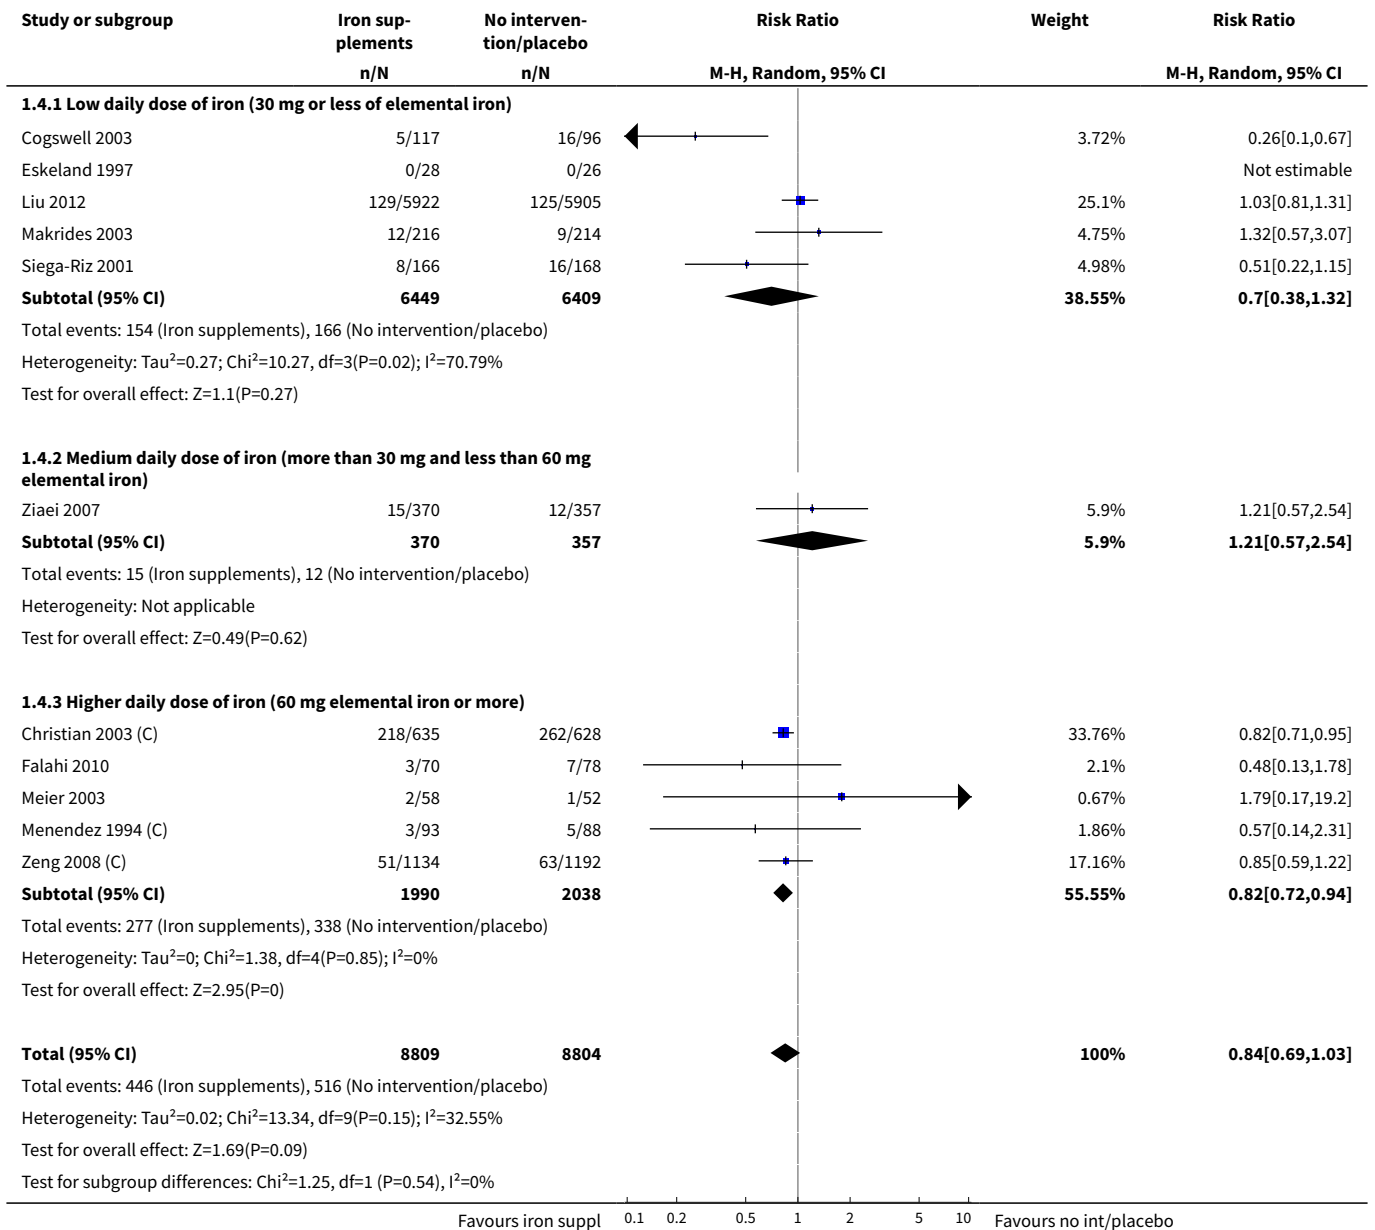 Study or subgroup Iron sup- No interven- Risk Ratio Weight Risk Ratio
plements tion/placebo
n/N n/N M-H, Random, 95% CI M-H, Random, 95% CI
1.4.1 Low daily dose of iron (30 mg or less of elemental iron)
Cogswell 2003 5/117 16/96 3.72% 0.26[0.1,0.67]
Eskeland 1997 0/28 0/26 Not estimable
Liu 2012 129/5922 125/5905 25.1% 1.03[0.81,1.31]
Makrides 2003 12/216 9/214 4.75% 1.32[0.57,3.07]
Siega-Riz 2001 8/166 16/168 4.98% 0.51[0.22,1.15]
Subtotal (95% CI) 6449 6409 38.55% 0.7[0.38,1.32]
Total events: 154 (Iron supplements), 166 (No intervention/placebo)
Heterogeneity: Tau²=0.27; Chi²=10.27, df=3(P=0.02); I²=70.79%
Test for overall effect: Z=1.1(P=0.27)
1.4.2 Medium daily dose of iron (more than 30 mg and less than 60 mg
elemental iron)
Ziaei 2007 15/370 12/357 5.9% 1.21[0.57,2.54]
Subtotal (95% CI) 370 357 5.9% 1.21[0.57,2.54]
Total events: 15 (Iron supplements), 12 (No intervention/placebo)
Heterogeneity: Not applicable
Test for overall effect: Z=0.49(P=0.62)
1.4.3 Higher daily dose of iron (60 mg elemental iron or more)
Christian 2003 (C) 218/635 262/628 33.76% 0.82[0.71,0.95]
Falahi 2010 3/70 7/78 2.1% 0.48[0.13,1.78]
Meier 2003 2/58 1/52 0.67% 1.79[0.17,19.2]
Menendez 1994 (C) 3/93 5/88 1.86% 0.57[0.14,2.31]
Zeng 2008 (C) 51/1134 63/1192 17.16% 0.85[0.59,1.22]
Subtotal (95% CI) 1990 2038 55.55% 0.82[0.72,0.94]
Total events: 277 (Iron supplements), 338 (No intervention/placebo)
Heterogeneity: Tau²=0; Chi²=1.38, df=4(P=0.85); I²=0%
Test for overall effect: Z=2.95(P=0)
Total (95% CI) 8809 8804 100% 0.84[0.69,1.03]
Total events: 446 (Iron supplements), 516 (No intervention/placebo)
Heterogeneity: Tau²=0.02; Chi²=13.34, df=9(P=0.15); I²=32.55%
Test for overall effect: Z=1.69(P=0.09)
Test for subgroup differences: Chi²=1.25, df=1 (P=0.54), I²=0%
Favours iron suppl 0.1 0.2 0.5 1 2 5 10 Favours no int/placebo